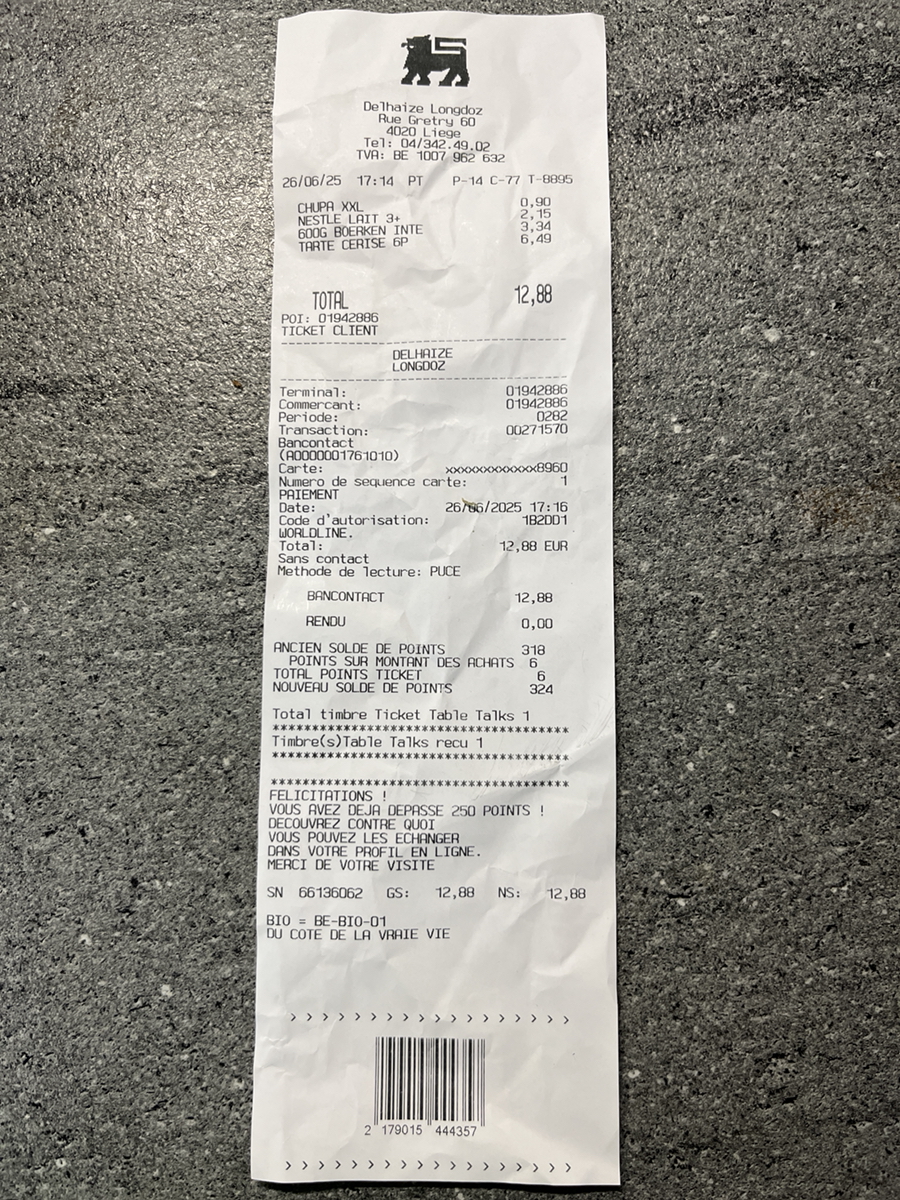 Delhaize Longdoz
Rue Gretry 60
4020 Liege
Tel: 04/342.49.02
TVA: BE 1007 962 632
26/06/25 17:14 PT P-14 C-77 T-8895
CHUPA XXL 0,90
NESTLE LAIT 3+ 2,15
600G BOERKEN INTE 3,34
TARTE CERISE 6P 6,49
TOTAL 12,88
POI: 01942886
TICKET CLIENT
DELHAIZE
LONGDOZ
Terminal: 01942886
Commercant: 01942886
Periode: 0282
Transaction: 00271570
Bancontact
(A0000001761010)
Carte: xxxxxxxxxxxxx8960
Numero de sequence carte: 1
PAIEMENT
Date: 26/06/2025 17:16
Code d'autorisation: 1B2DD1
WORLDLINE.
Total: 12,88 EUR
Sans contact
Methode de lecture: PUCE
BANCONTACT 12,88
RENDU 0,00
ANCIEN SOLDE DE POINTS 318
POINTS SUR MONTANT DES ACHATS 6
TOTAL POINTS TICKET 6
NOUVEAU SOLDE DE POINTS 324
Total timbre Ticket Table Talks 1
**************************************
Timbre(s)Table Talks recu 1
**************************************
**************************************
FELICITATIONS !
VOUS AVEZ DEJA DEPASSE 250 POINTS !
DECOUVREZ CONTRE QUOI
VOUS POUVEZ LES ECHANGER
DANS VOTRE PROFIL EN LIGNE.
MERCI DE VOTRE VISITE
SN 66136062 GS: 12,88 NS: 12,88
BIO = BE-BIO-01
DU COTE DE LA VRAIE VIE
> > > > > > > > > > > > > > > > > >
2 179015 444357
> > > > > > > > > > > > > > > > > >